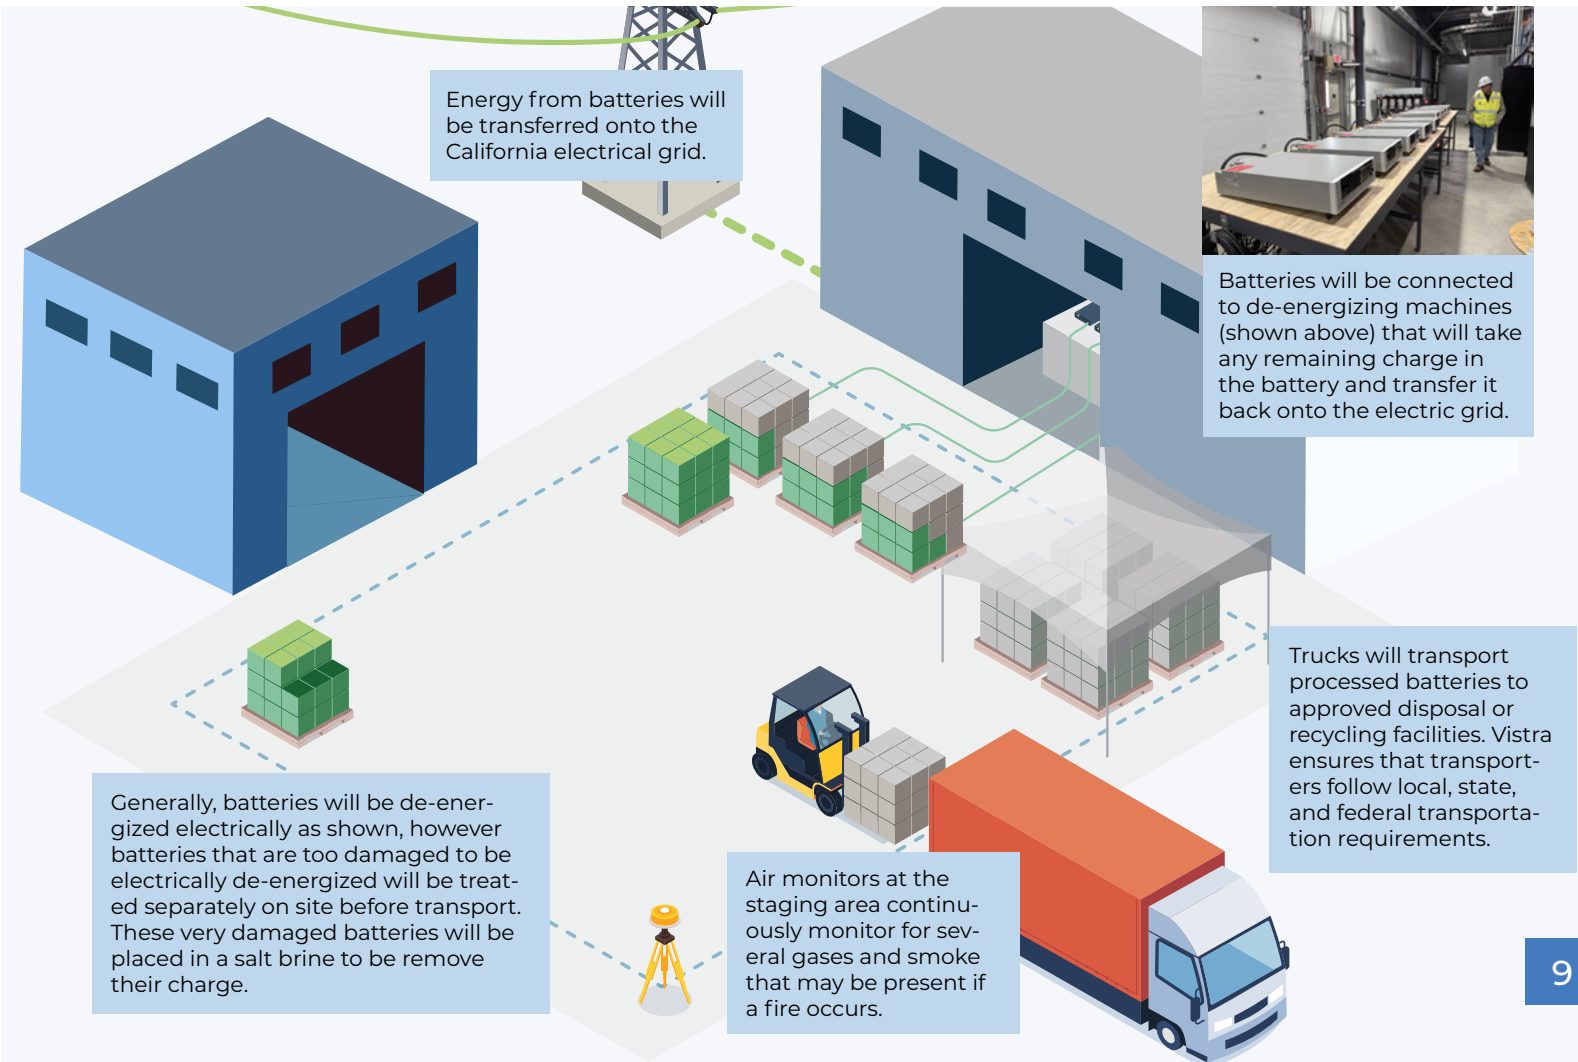 Energy from batteries will
be transferred onto the
California electrical grid.
Batteries will be connected
to de-energizing machines
(shown above) that will take
any remaining charge in
the battery and transfer it
back onto the electric grid.
Trucks will transport
processed batteries to
approved disposal or
recycling facilities. Vistra
ensures that transport-
ers follow local, state,
and federal transporta-
tion requirements.
Generally, batteries will be de-ener-
gized electrically as shown, however
batteries that are too damaged to be
electrically de-energized will be treat-
ed separately on site before transport.
These very damaged batteries will be
placed in a salt brine to be remove
their charge.
Air monitors at the
staging area continu-
ously monitor for sev-
eral gases and smoke
that may be present if
a fire occurs.
9